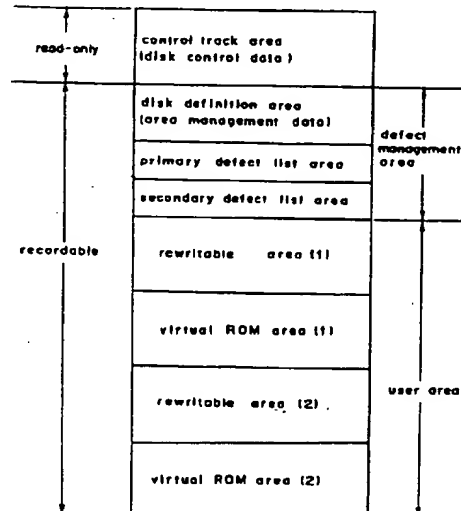 read-only
control track area
(disk control data)
disk definition area
(area management data)
defect
management
area
primary defect list area
secondary defect list area
recordable
rewritable area (1)
virtual ROM area (1)
rewritable area (2)
user area
virtual ROM area (2)